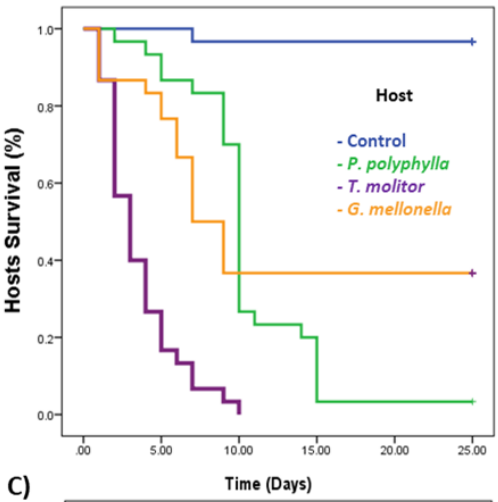 1.0
0.8
0.6
0.4
0.2
0.0
Hosts Survival (%)
Host
- Control
- P. polyphylla
- T. molitor
- G. mellonella
.00 5.00 10.00 15.00 20.00 25.00
C) Time (Days)